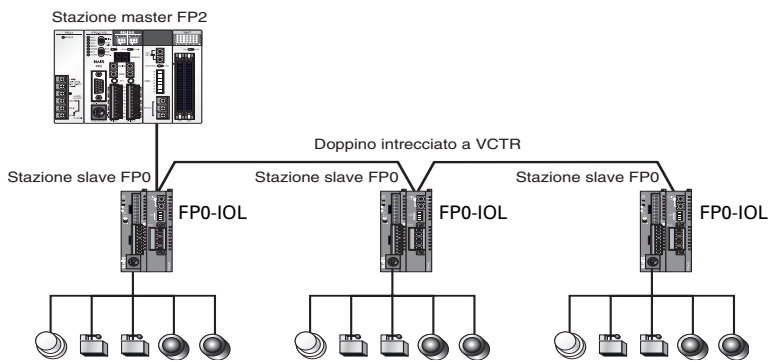 Stazione master FP2
Doppino intrecciato a VCTR
Stazione slave FP0
Stazione slave FP0
Stazione slave FP0
FP0-IOL
FP0-IOL
FP0-IOL